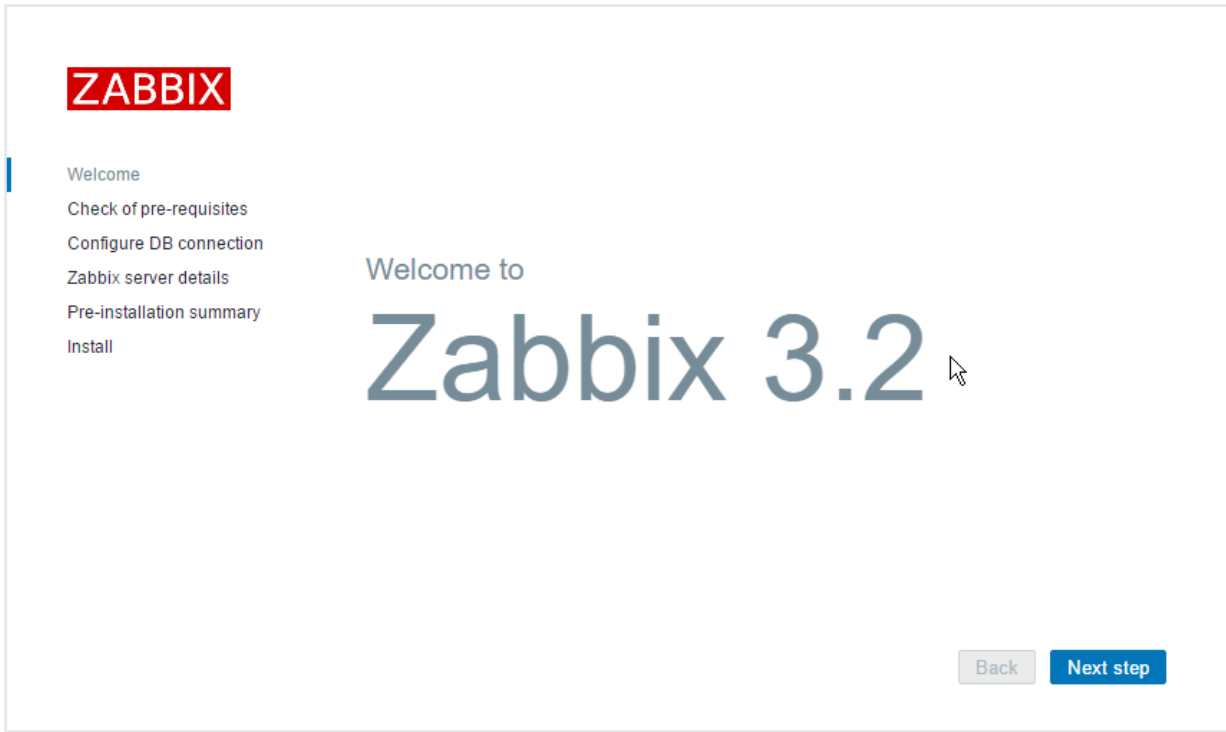 ZABBIX
Welcome
Check of pre-requisites
Configure DB connection
Zabbix server details
Pre-installation summary
Install
Welcome to
Zabbix 3.2
Back
Next step